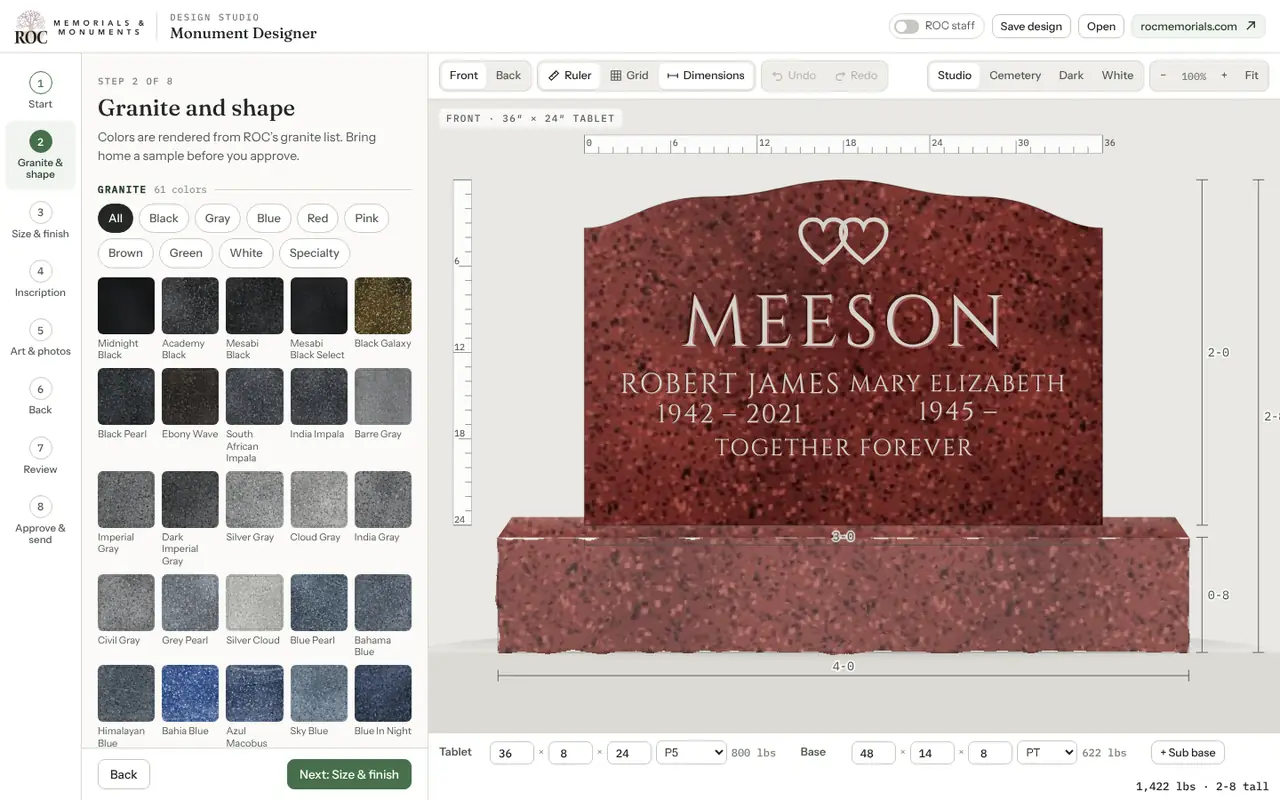 ROC
MEMORIALS &
MONUMENTS
DESIGN STUDIO
Monument Designer
ROC staff
Save design
Open
rocmemorials.com
1
Start
2
Granite &
shape
3
Size & finish
4
Inscription
5
Art & photos
6
Back
7
Review
8
Approve &
send
STEP 2 OF 8
Granite and shape
Colors are rendered from ROC's granite list. Bring
home a sample before you approve.
GRANITE 61 colors
All Black Gray Blue Red Pink
Brown Green White Specialty
Midnight Black
Academy Black
Mesabi Black
Mesabi Black Select
Black Galaxy
Black Pearl
Ebony Wave
South African Impala
India Impala
Barre Gray
Imperial Gray
Dark Imperial Gray
Silver Gray
Cloud Gray
India Gray
Civil Gray
Grey Pearl
Silver Cloud
Blue Pearl
Bahama Blue
Himalayan Blue
Bahia Blue
Azul Macobus
Sky Blue
Blue In Night
Back
Next: Size & finish
Front Back Ruler Grid Dimensions Undo Redo
Studio Cemetery Dark White − 100% + Fit
FRONT · 36" × 24" TABLET
0 6 12 18 24 30 36
6
12
18
24
MEESON
ROBERT JAMES MARY ELIZABETH
1942 – 2021 1945 –
TOGETHER FOREVER
2-0
3-0
0-8
4-0
Tablet 36 × 8 × 24 P5 800 lbs Base 48 × 14 × 8 PT 622 lbs + Sub base
1,422 lbs · 2-8 tall